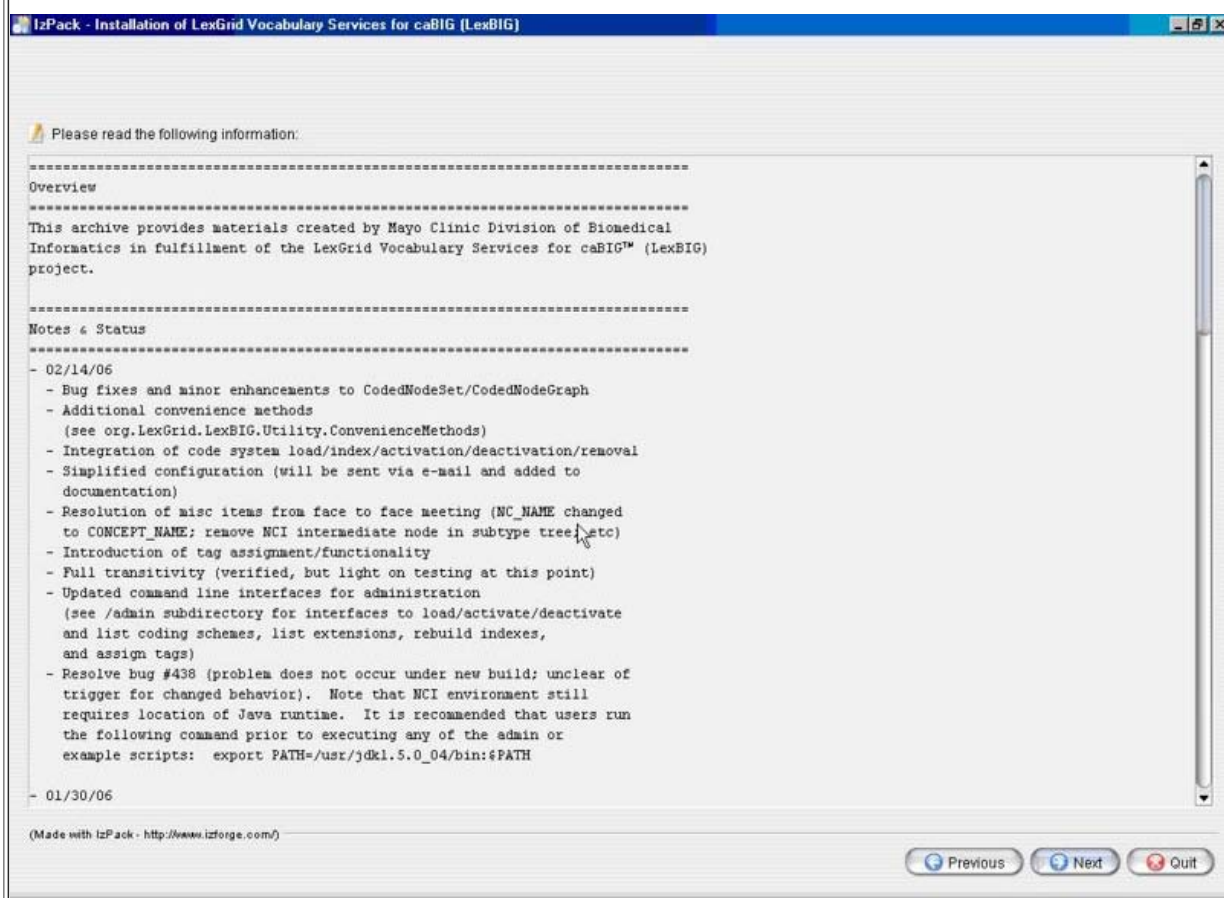 IzPack - Installation of LexGrid Vocabulary Services for caBIG (LexBIG)
Please read the following information:
===============================================================================
Overview
===============================================================================
This archive provides materials created by Mayo Clinic Division of Biomedical
Informatics in fulfillment of the LexGrid Vocabulary Services for caBIG™ (LexBIG)
project.
===============================================================================
Notes & Status
===============================================================================
- 02/14/06
- Bug fixes and minor enhancements to CodedNodeSet/CodedNodeGraph
- Additional convenience methods
(see org.LexGrid.LexBIG.Utility.ConvenienceMethods)
- Integration of code system load/index/activation/deactivation/removal
- Simplified configuration (will be sent via e-mail and added to
documentation)
- Resolution of misc items from face to face meeting (NC_NAME changed
to CONCEPT_NAME; remove NCI intermediate node in subtype tree; etc)
- Introduction of tag assignment/functionality
- Full transitivity (verified, but light on testing at this point)
- Updated command line interfaces for administration
(see /admin subdirectory for interfaces to load/activate/deactivate
and list coding schemes, list extensions, rebuild indexes,
and assign tags)
- Resolve bug #438 (problem does not occur under new build; unclear of
trigger for changed behavior).  Note that NCI environment still
requires location of Java runtime.  It is recommended that users run
the following command prior to executing any of the admin or
example scripts:  export PATH=/usr/jdk1.5.0_04/bin:$PATH
- 01/30/06
(Made with IzPack - http://www.izforge.com/)
Previous
Next
Quit